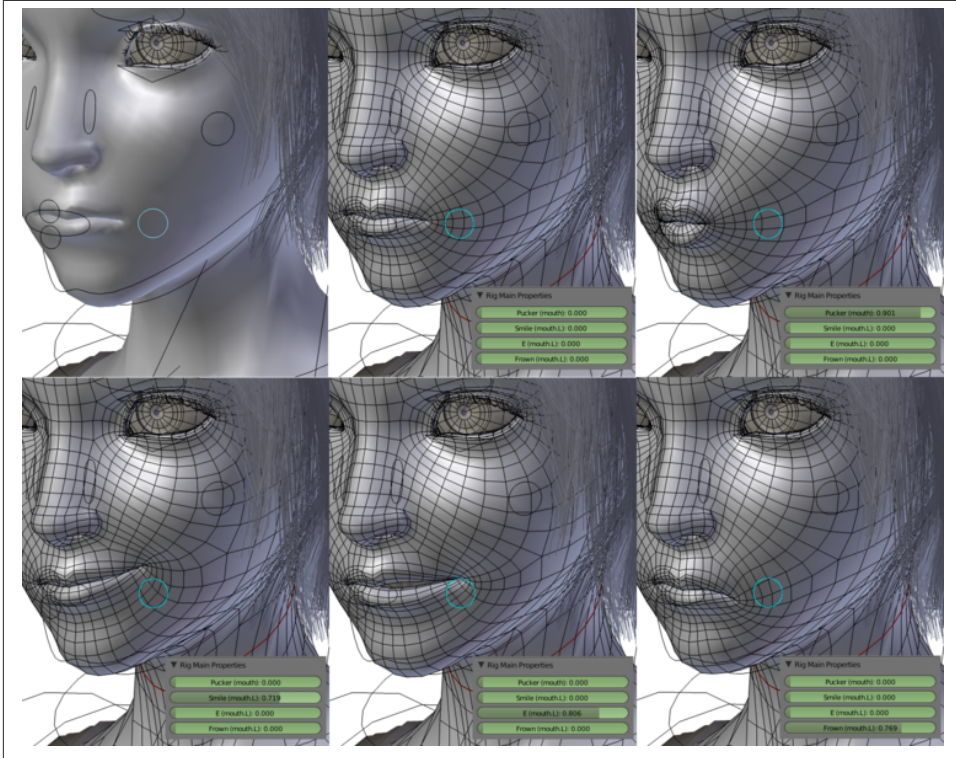 Rig Main Properties
Pucker (mouth): 0.000
Smile (mouth.L): 0.000
E (mouth.L): 0.000
Frown (mouth.L): 0.000
Rig Main Properties
Pucker (mouth): 0.901
Smile (mouth.L): 0.000
E (mouth.L): 0.000
Frown (mouth.L): 0.000
Rig Main Properties
Pucker (mouth): 0.000
Smile (mouth.L): 0.719
E (mouth.L): 0.000
Frown (mouth.L): 0.000
Rig Main Properties
Pucker (mouth): 0.000
Smile (mouth.L): 0.000
E (mouth.L): 0.806
Frown (mouth.L): 0.000
Rig Main Properties
Pucker (mouth): 0.000
Smile (mouth.L): 0.000
E (mouth.L): 0.000
Frown (mouth.L): 0.769